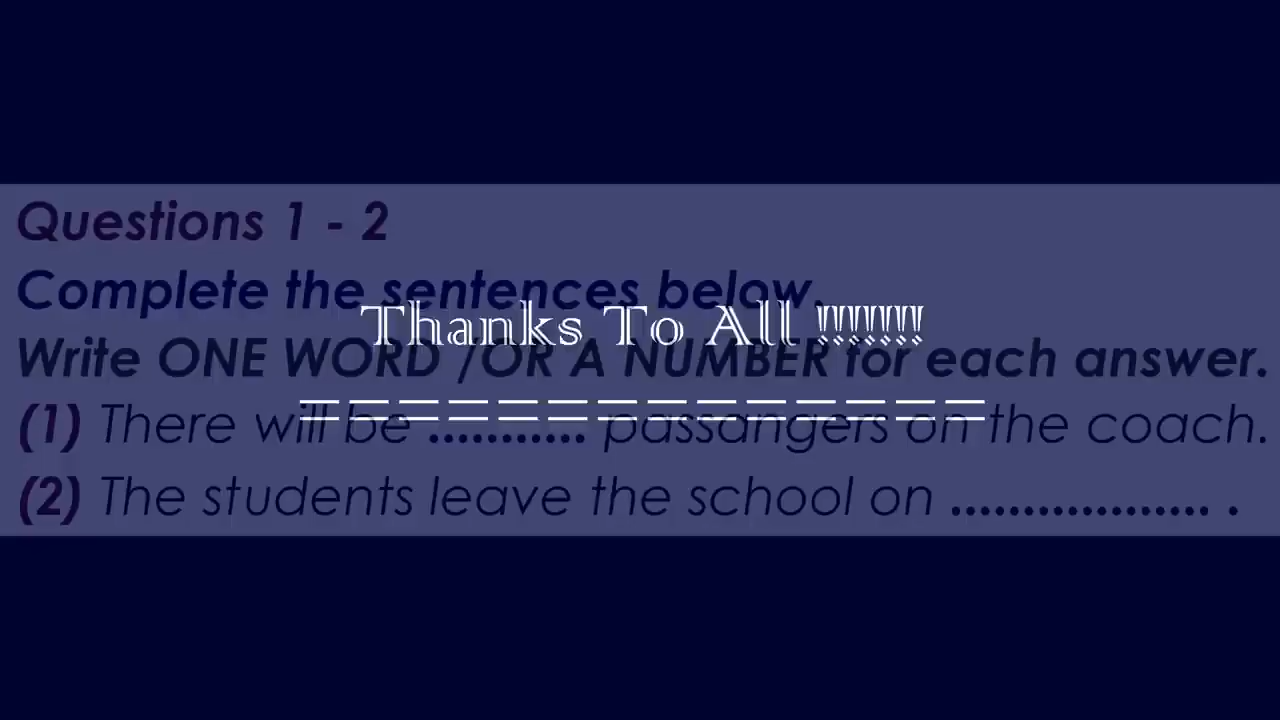 Questions 1 - 2
Complete the sentences below.
Thanks To All !!!!!!!
Write ONE WORD /OR A NUMBER for each answer.
==============
(1) There will be ........... passangers on the coach.
(2) The students leave the school on .................. .